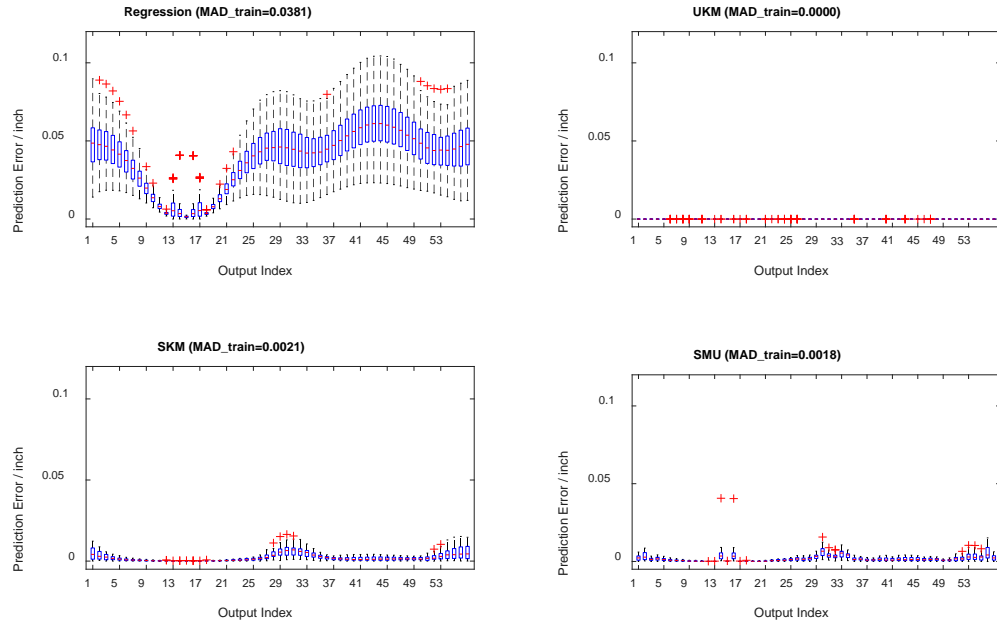 Regression (MAD_train=0.0381)
0.1
0.05
0
Prediction Error / inch
1 5 9 13 17 21 25 29 33 37 41 45 49 53
Output Index
UKM (MAD_train=0.0000)
0.1
0.05
0
Prediction Error / inch
1 5 9 13 17 21 25 29 33 37 41 45 49 53
Output Index
SKM (MAD_train=0.0021)
0.1
0.05
0
Prediction Error / inch
1 5 9 13 17 21 25 29 33 37 41 45 49 53
Output Index
SMU (MAD_train=0.0018)
0.1
0.05
0
Prediction Error / inch
1 5 9 13 17 21 25 29 33 37 41 45 49 53
Output Index